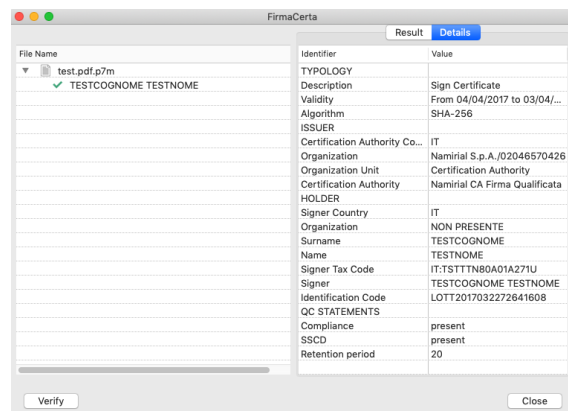 FirmaCerta
Result Details
File Name
test.pdf.p7m
TESTCOGNOME TESTNOME
Identifier Value
TYPOLOGY
Description Sign Certificate
Validity From 04/04/2017 to 03/04/...
Algorithm SHA-256
ISSUER
Certification Authority Co... IT
Organization Namirial S.p.A./02046570426
Organization Unit Certification Authority
Certification Authority Namirial CA Firma Qualificata
HOLDER
Signer Country IT
Organization NON PRESENTE
Surname TESTCOGNOME
Name TESTNOME
Signer Tax Code IT:TSTTTN80A01A271U
Signer TESTCOGNOME TESTNOME
Identification Code LOTT2017032272641608
QC STATEMENTS
Compliance present
SSCD present
Retention period 20
Verify Close